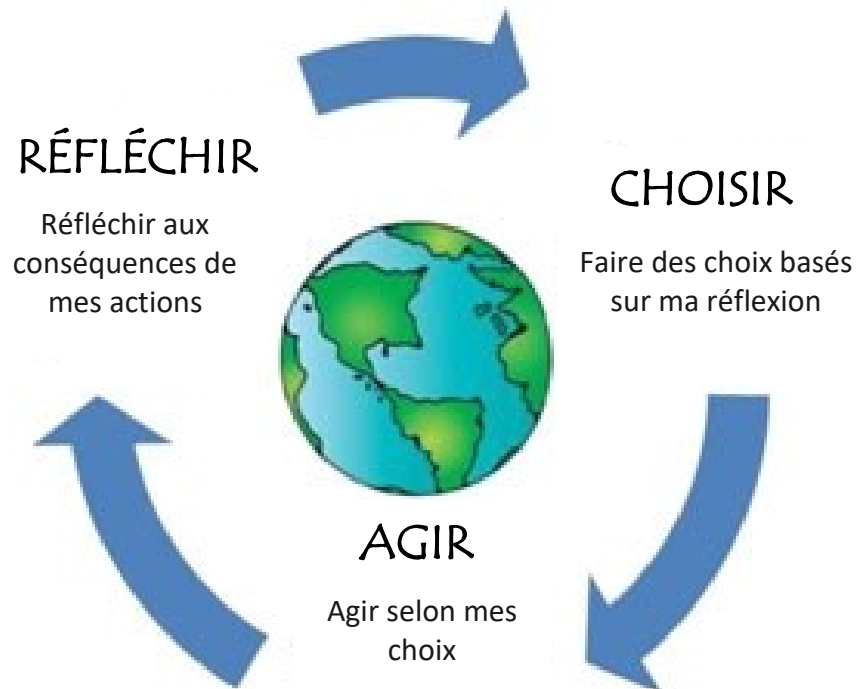 RÉFLÉCHIR
Réfléchir aux
conséquences de
mes actions
CHOISIR
Faire des choix basés
sur ma réflexion
AGIR
Agir selon mes
choix